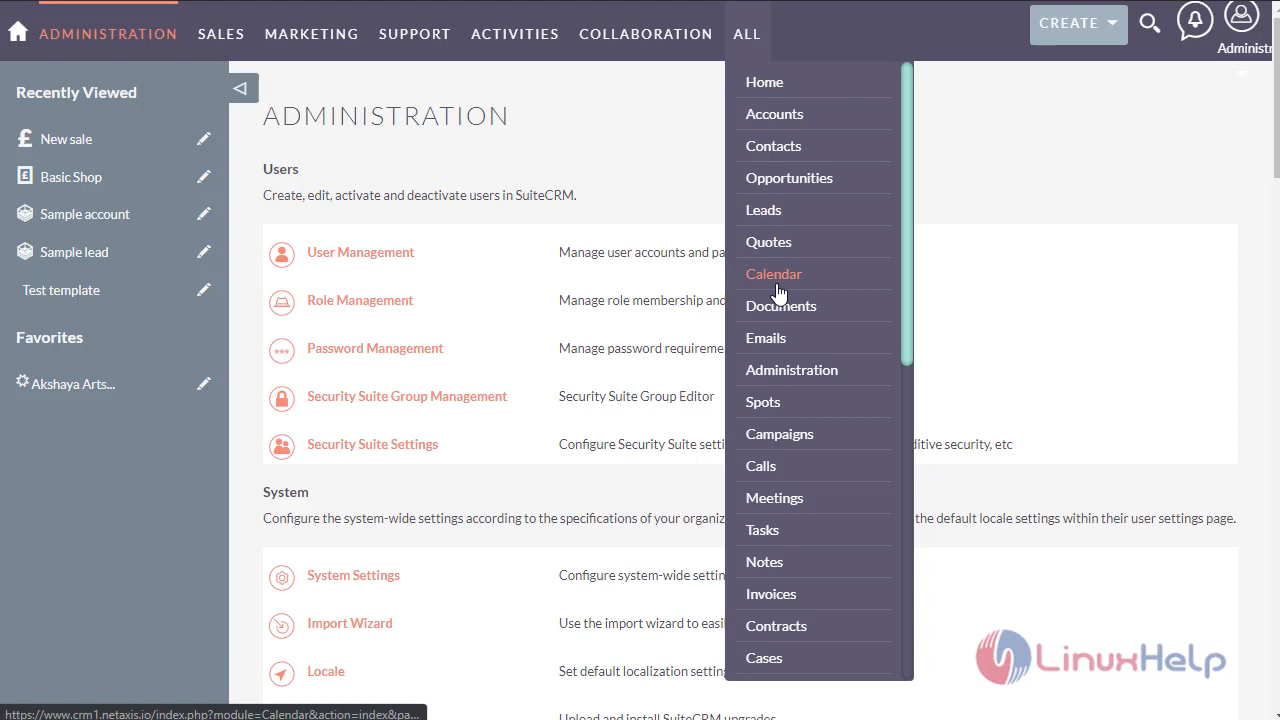 ADMINISTRATION SALES MARKETING SUPPORT ACTIVITIES COLLABORATION ALL CREATE
Administr
Recently Viewed
New sale
Basic Shop
Sample account
Sample lead
Test template
Favorites
Akshaya Arts...
ADMINISTRATION
Users
Create, edit, activate and deactivate users in SuiteCRM.
User Management Manage user accounts and pa
Role Management Manage role membership and
Password Management Manage password requireme
Security Suite Group Management Security Suite Group Editor
Security Suite Settings Configure Security Suite setti ditive security, etc
System
Configure the system-wide settings according to the specifications of your organiz the default locale settings within their user settings page.
System Settings Configure system-wide settin
Import Wizard Use the import wizard to easi
Locale Set default localization setting
Upload and install SuiteCRM upgrades
Home
Accounts
Contacts
Opportunities
Leads
Quotes
Calendar
Documents
Emails
Administration
Spots
Campaigns
Calls
Meetings
Tasks
Notes
Invoices
Contracts
Cases
LinuxHelp
https://www.crm1.netaxis.io/index.php?module=Calendar&action=index&pa...